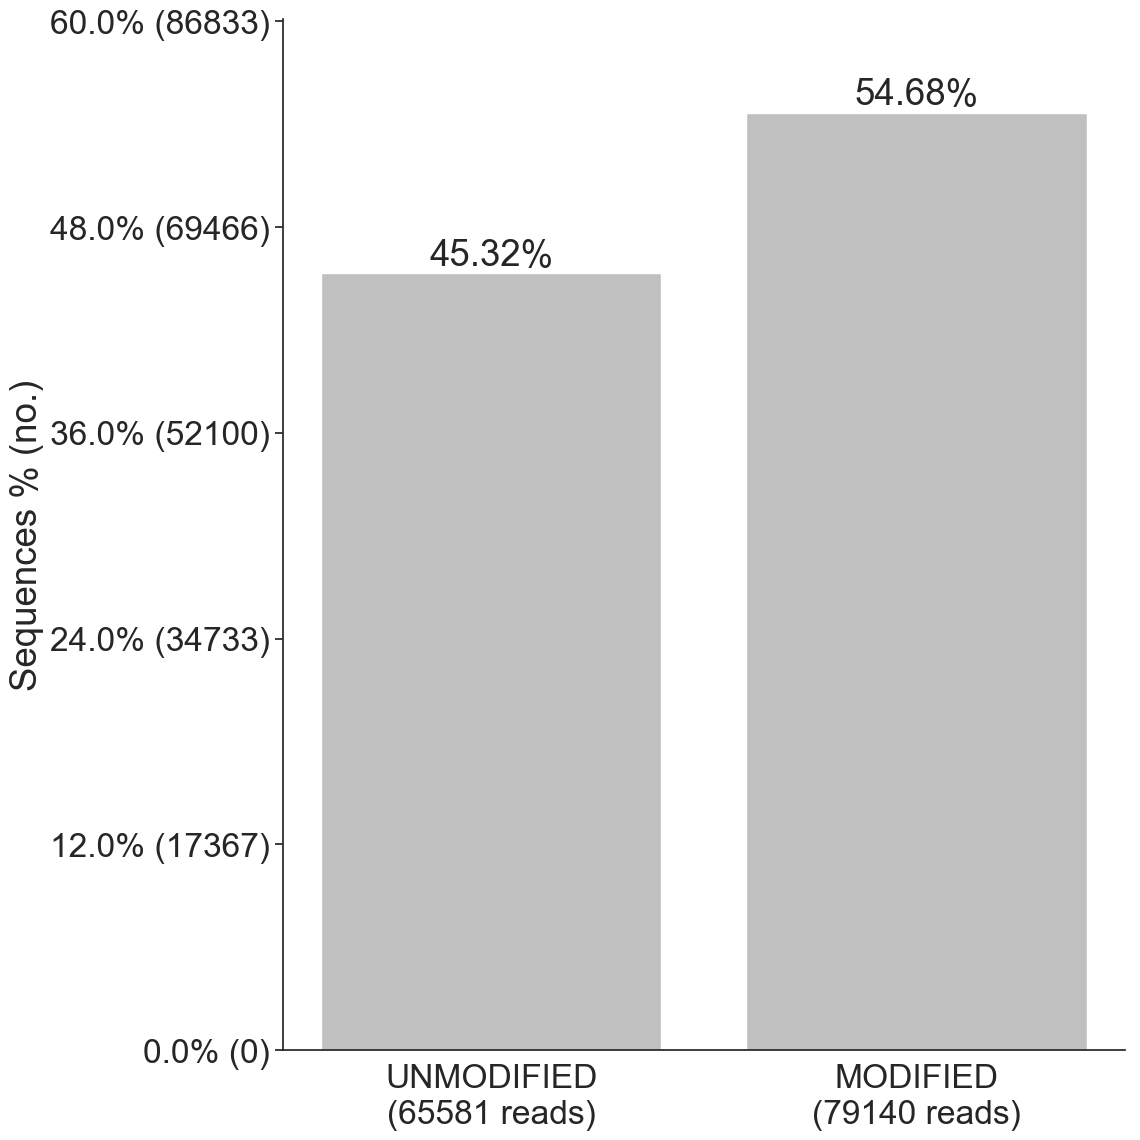 60.0% (86833)
54.68%
48.0% (69466)
45.32%
36.0% (52100)
Sequences % (no.)
24.0% (34733)
12.0% (17367)
0.0% (0)
UNMODIFIED
(65581 reads)
MODIFIED
(79140 reads)